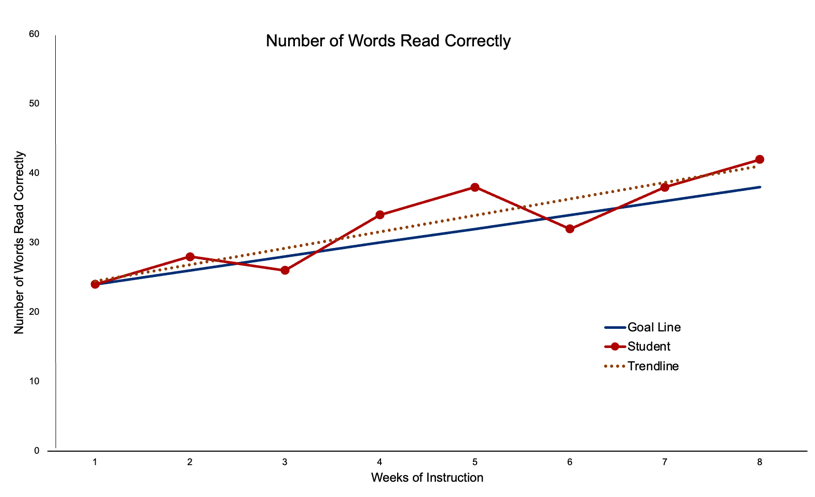 Number of Words Read Correctly
60
50
40
30
20
10
0
Number of Words Read Correctly
Goal Line
Student
Trendline
1 2 3 4 5 6 7 8
Weeks of Instruction